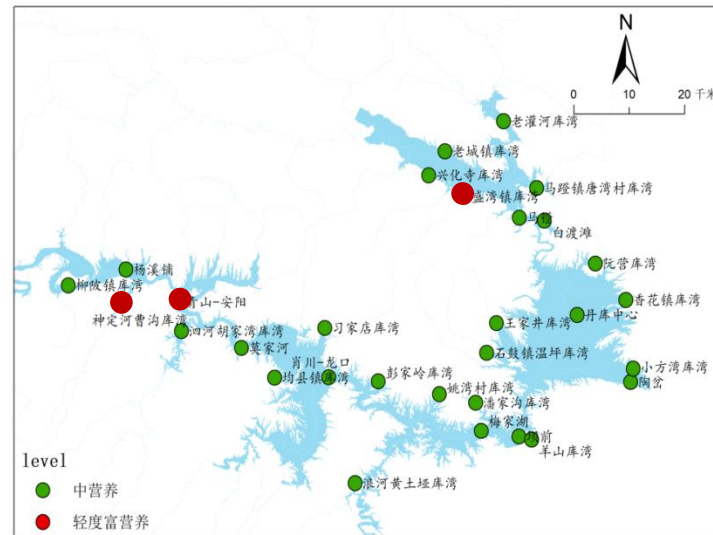 N
0 10 20 千米
老灌河库湾
老城镇库湾
兴化寺库湾
马蹬镇唐湾村库湾
盛湾镇库湾
马蹬
白渡滩
阮营库湾
杨溪铺
柳陂镇库湾
青山-安阳
香花镇库湾
神定河曹沟库湾
丹库中心
泗河胡家湾库湾
习家店库湾
王家井库湾
莫家河
石鼓镇温坪库湾
肖川-龙口
小方湾库湾
均县镇库湾
彭家岭库湾
陶岔
姚湾村库湾
潘家沟库湾
梅家湖
坝前
羊山库湾
level
浪河黄土垭库湾
中营养
轻度富营养